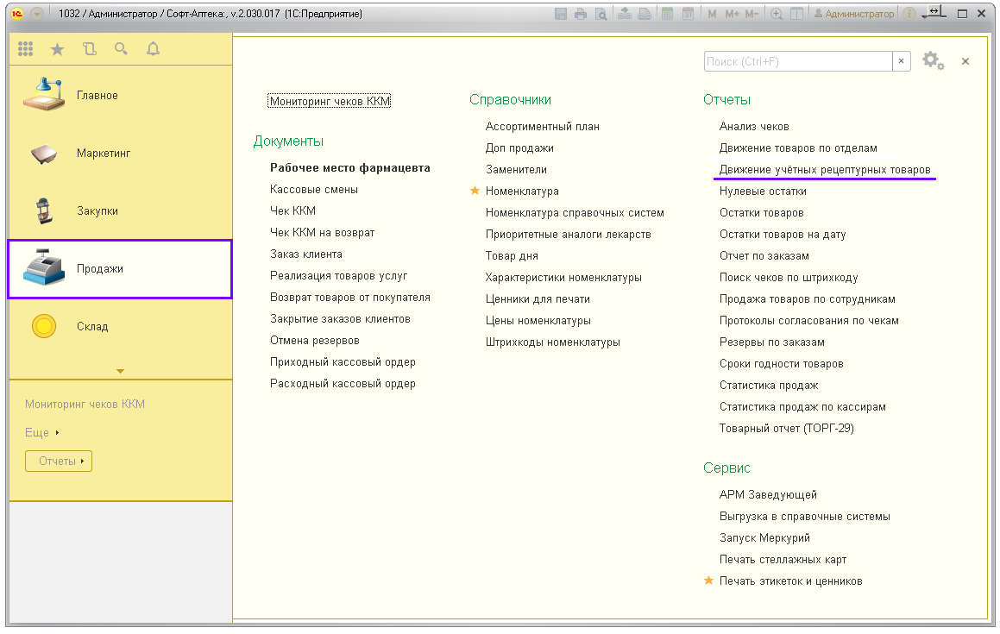 1032 / Администратор / Софт-Аптека:, v.2.030.017 (1С:Предприятие)
M M+ M- Администратор
Главное
Маркетинг
Закупки
Продажи
Склад
Мониторинг чеков ККМ
Еще
Отчеты
Поиск (Ctrl+F)
Мониторинг чеков ККМ
Документы
Рабочее место фармацевта
Кассовые смены
Чек ККМ
Чек ККМ на возврат
Заказ клиента
Реализация товаров услуг
Возврат товаров от покупателя
Закрытие заказов клиентов
Отмена резервов
Приходный кассовый ордер
Расходный кассовый ордер
Справочники
Ассортиментный план
Доп продажи
Заменители
Номенклатура
Номенклатура справочных систем
Приоритетные аналоги лекарств
Товар дня
Характеристики номенклатуры
Ценники для печати
Цены номенклатуры
Штрихкоды номенклатуры
Отчеты
Анализ чеков
Движение товаров по отделам
Движение учётных рецептурных товаров
Нулевые остатки
Остатки товаров
Остатки товаров на дату
Отчет по заказам
Поиск чеков по штрихкоду
Продажа товаров по сотрудникам
Протоколы согласования по чекам
Резервы по заказам
Сроки годности товаров
Статистика продаж
Статистика продаж по кассирам
Товарный отчет (ТОРГ-29)
Сервис
АРМ Заведующей
Выгрузка в справочные системы
Запуск Меркурий
Печать стеллажных карт
Печать этикеток и ценников